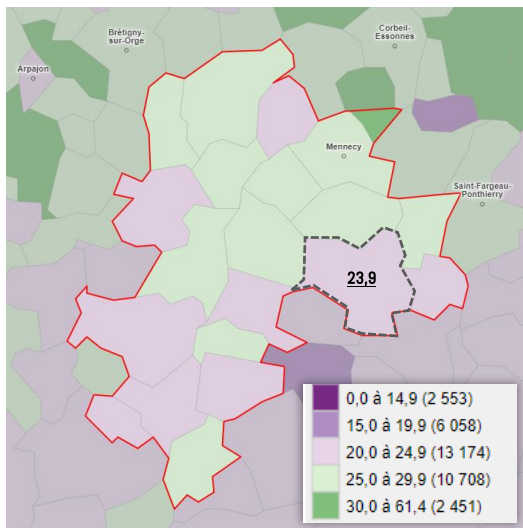 Brétigny-
sur-Orge
Corbeil-
Essonnes
Arpajon
Mennecy
Saint-Fargeau-
Ponthierry
23,9
0,0 à 14,9 (2 553)
15,0 à 19,9 (6 058)
20,0 à 24,9 (13 174)
25,0 à 29,9 (10 708)
30,0 à 61,4 (2 451)